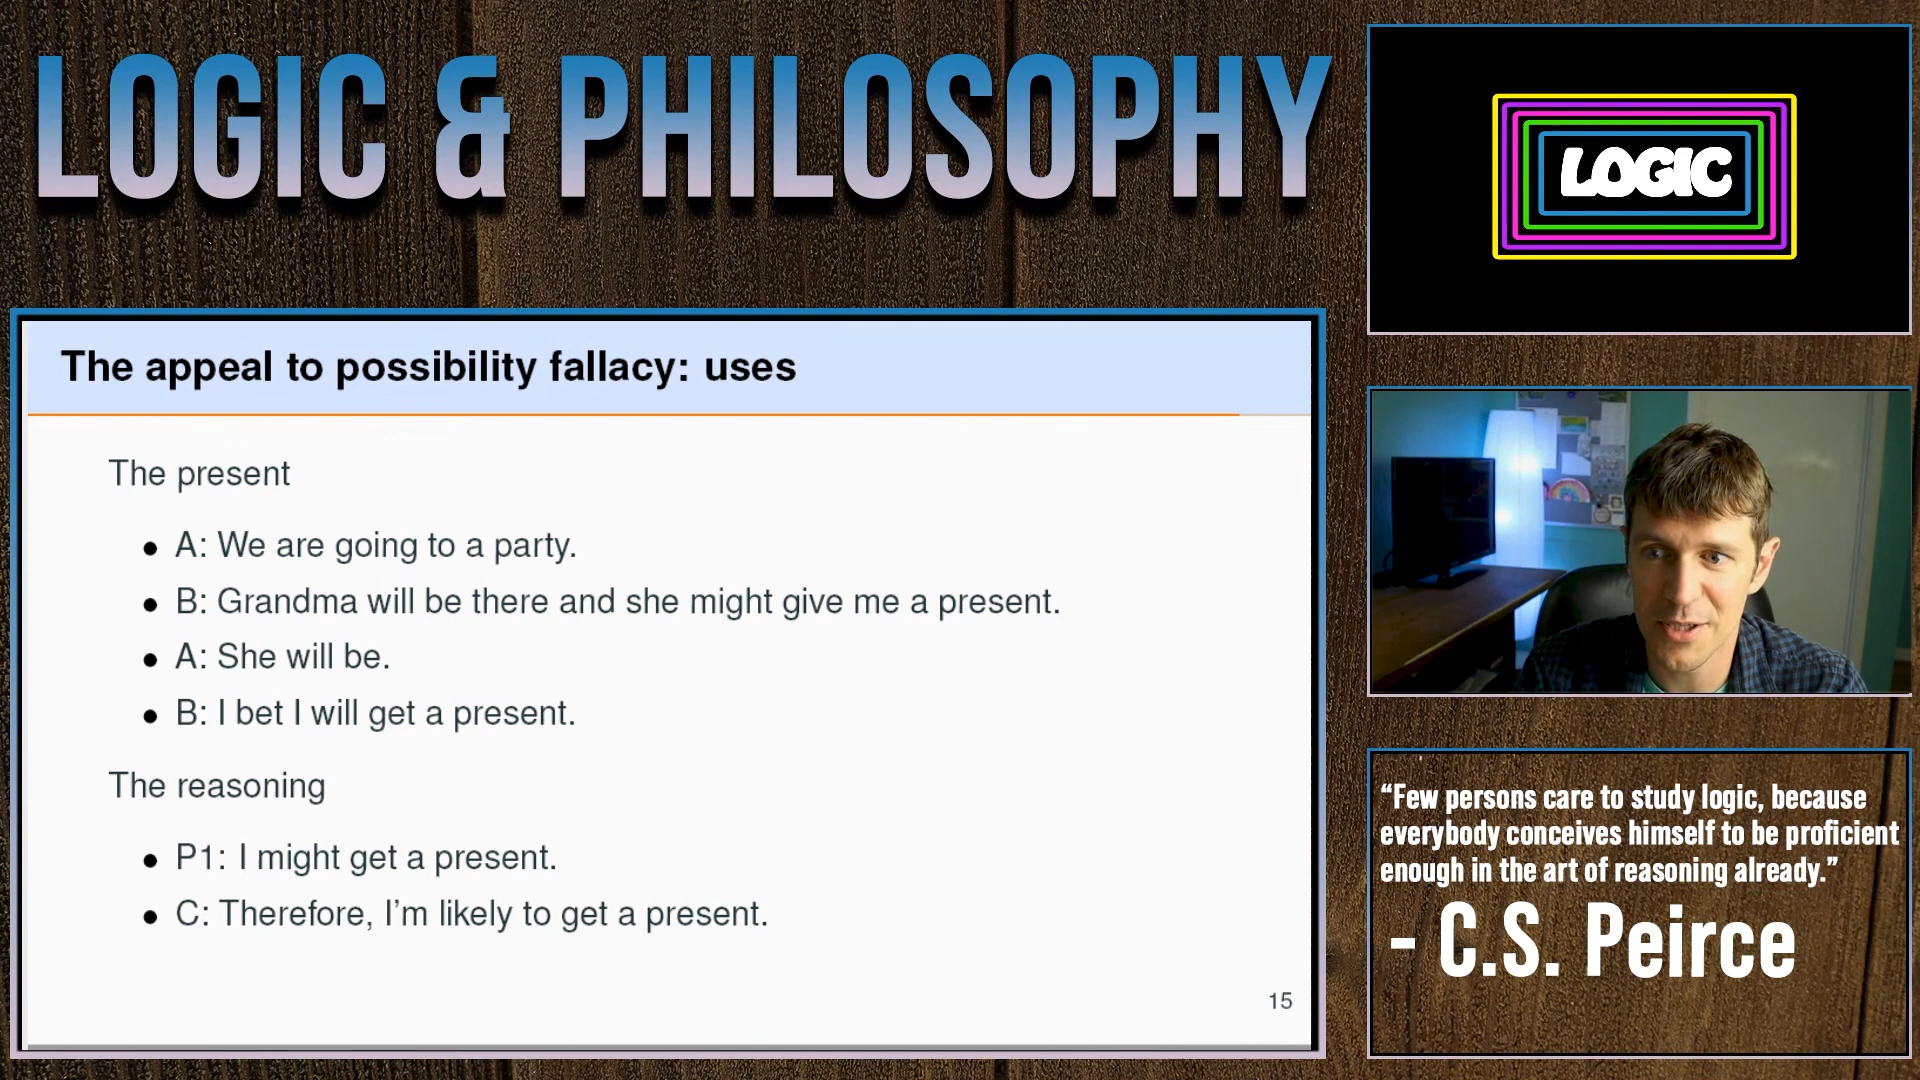 LOGIC & PHILOSOPHY
LOGIC
The appeal to possibility fallacy: uses
The present
• A: We are going to a party.
• B: Grandma will be there and she might give me a present.
• A: She will be.
• B: I bet I will get a present.
The reasoning
• P1: I might get a present.
• C: Therefore, I'm likely to get a present.
15
“Few persons care to study logic, because
everybody conceives himself to be proficient
enough in the art of reasoning already.”
- C.S. Peirce